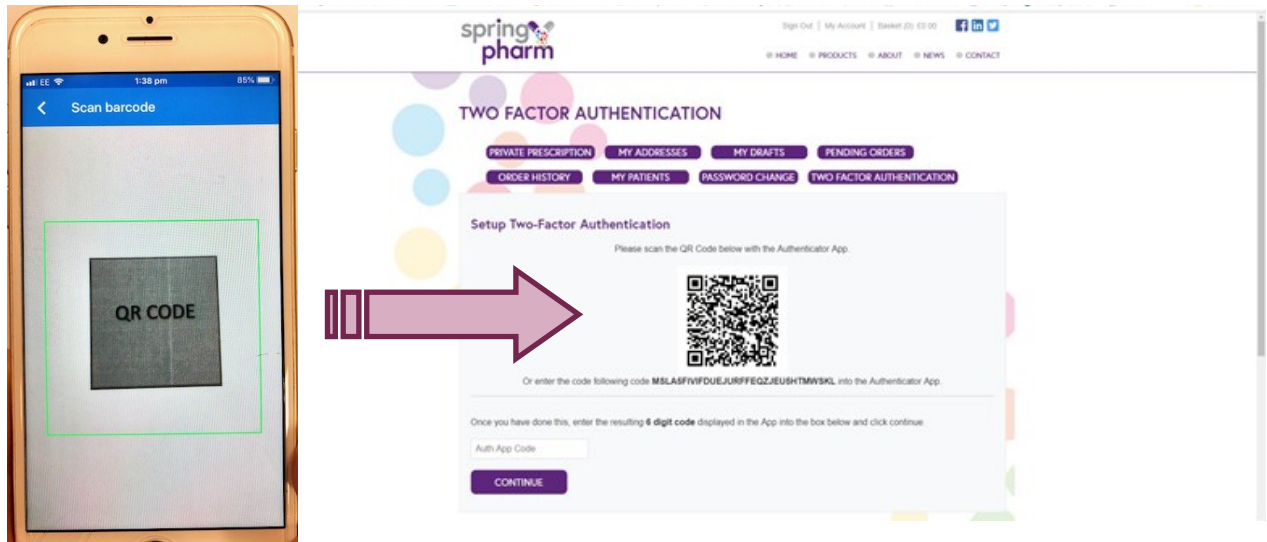 EE 1:38 pm 85%
Scan barcode
QR CODE
spring
pharm
Sign Out | My Account | Basket (0): £0.00
HOME PRODUCTS ABOUT NEWS CONTACT
TWO FACTOR AUTHENTICATION
PRIVATE PRESCRIPTION MY ADDRESSES MY DRAFTS PENDING ORDERS
ORDER HISTORY MY PATIENTS PASSWORD CHANGE TWO FACTOR AUTHENTICATION
Setup Two-Factor Authentication
Please scan the QR Code below with the Authenticator App.
Or enter the code following code into the Authenticator App.
Once you have done this, enter the resulting 6 digit code displayed in the App into the box below and click continue.
Auth App Code
CONTINUE